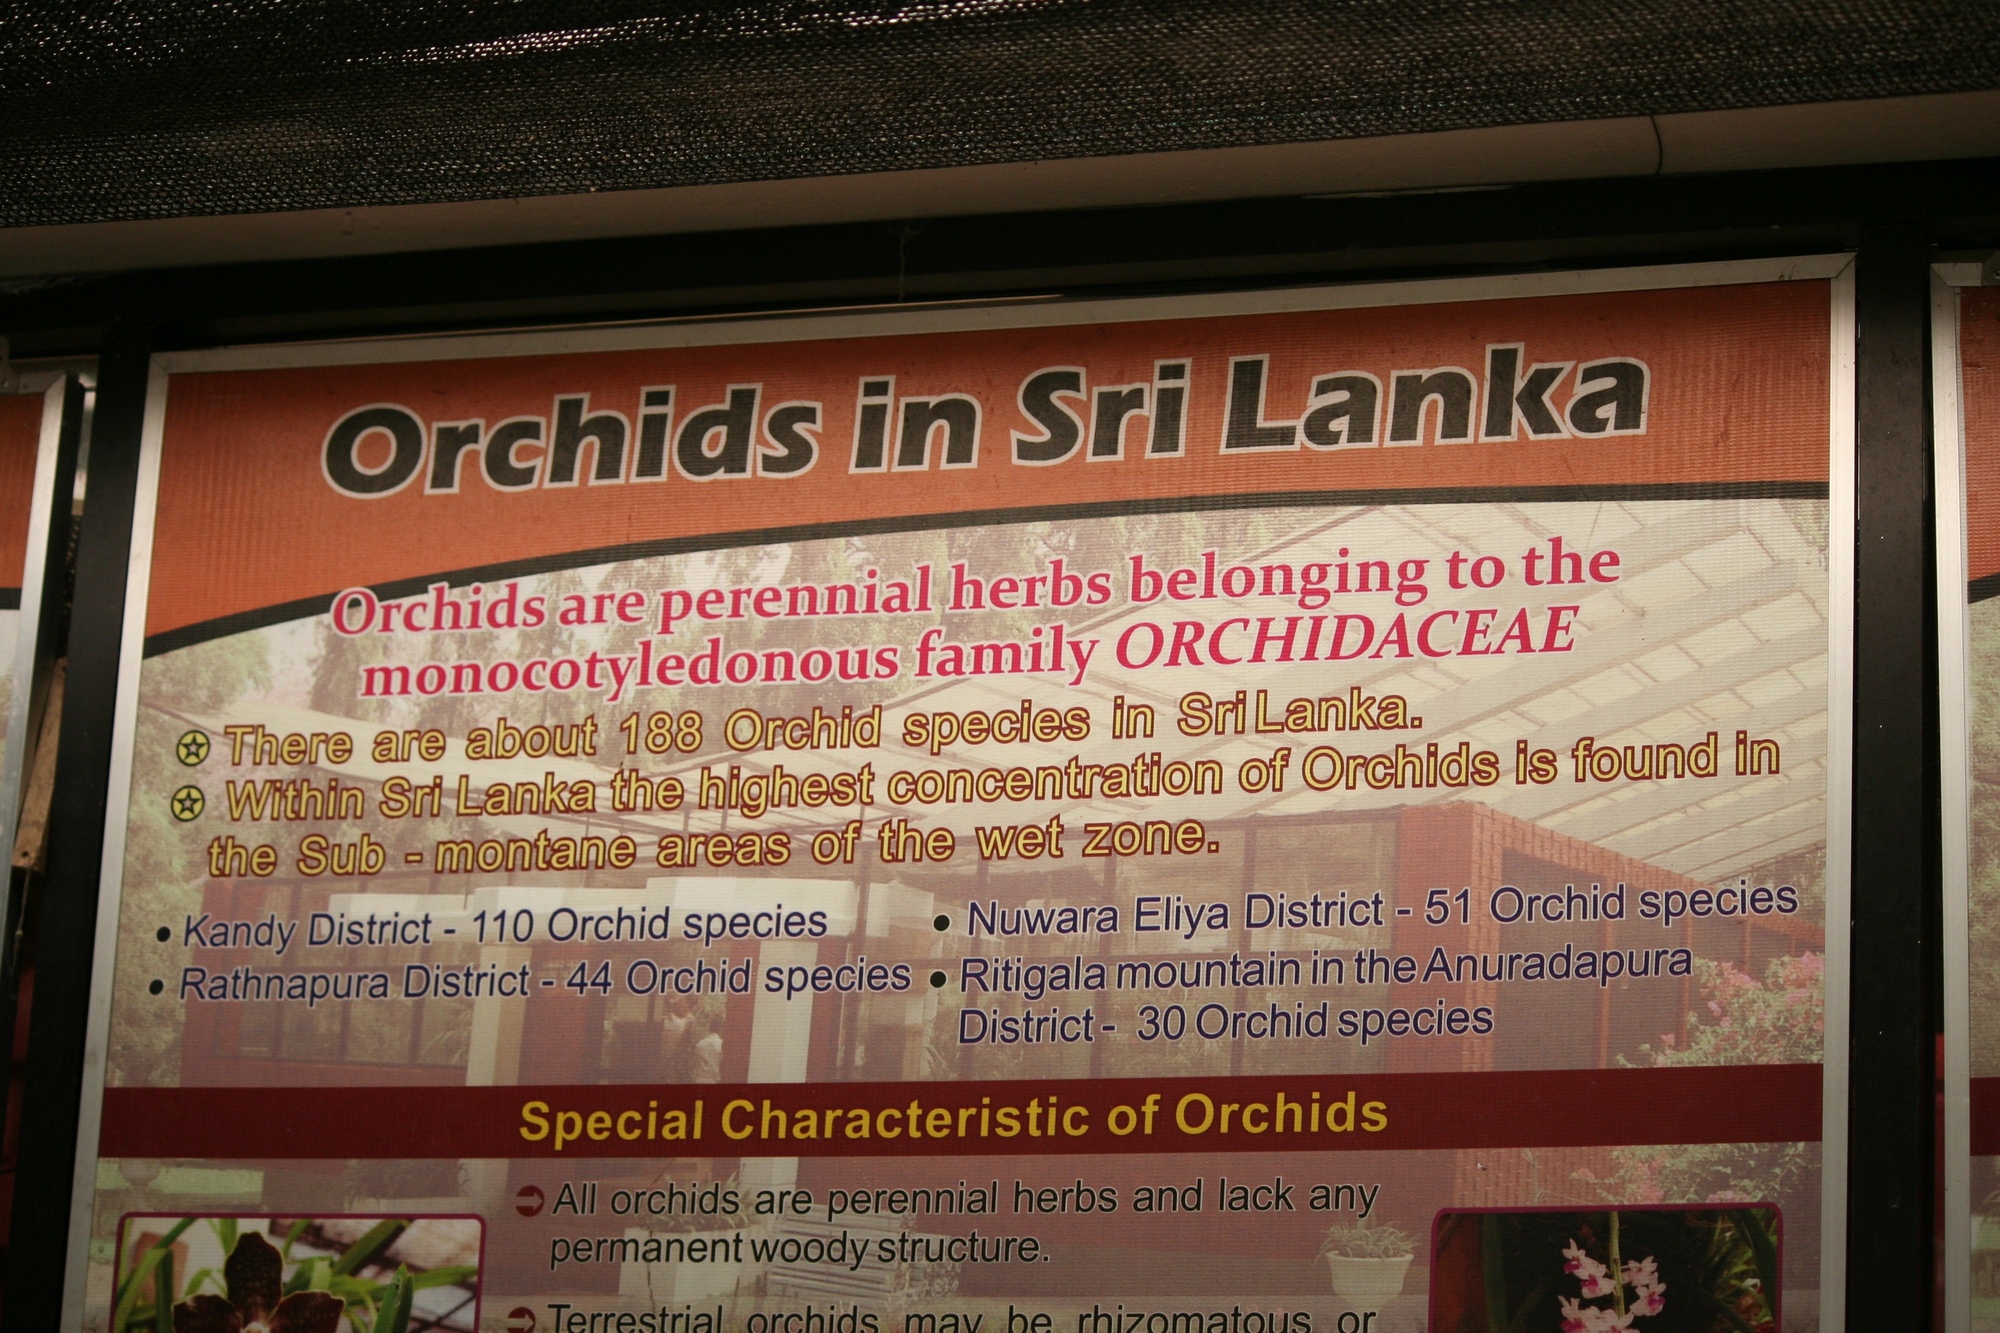 Orchids in Sri Lanka
Orchids are perennial herbs belonging to the
monocotyledonous family ORCHIDACEAE
There are about 188 Orchid species in Sri Lanka.
Within Sri Lanka the highest concentration of Orchids is found in
the Sub - montane areas of the wet zone.
• Kandy District - 110 Orchid species
• Rathnapura District - 44 Orchid species
• Nuwara Eliya District - 51 Orchid species
• Ritigala mountain in the Anuradapura
District - 30 Orchid species
Special Characteristic of Orchids
All orchids are perennial herbs and lack any
permanent woody structure.
Terrestrial orchids may be rhizomatous or